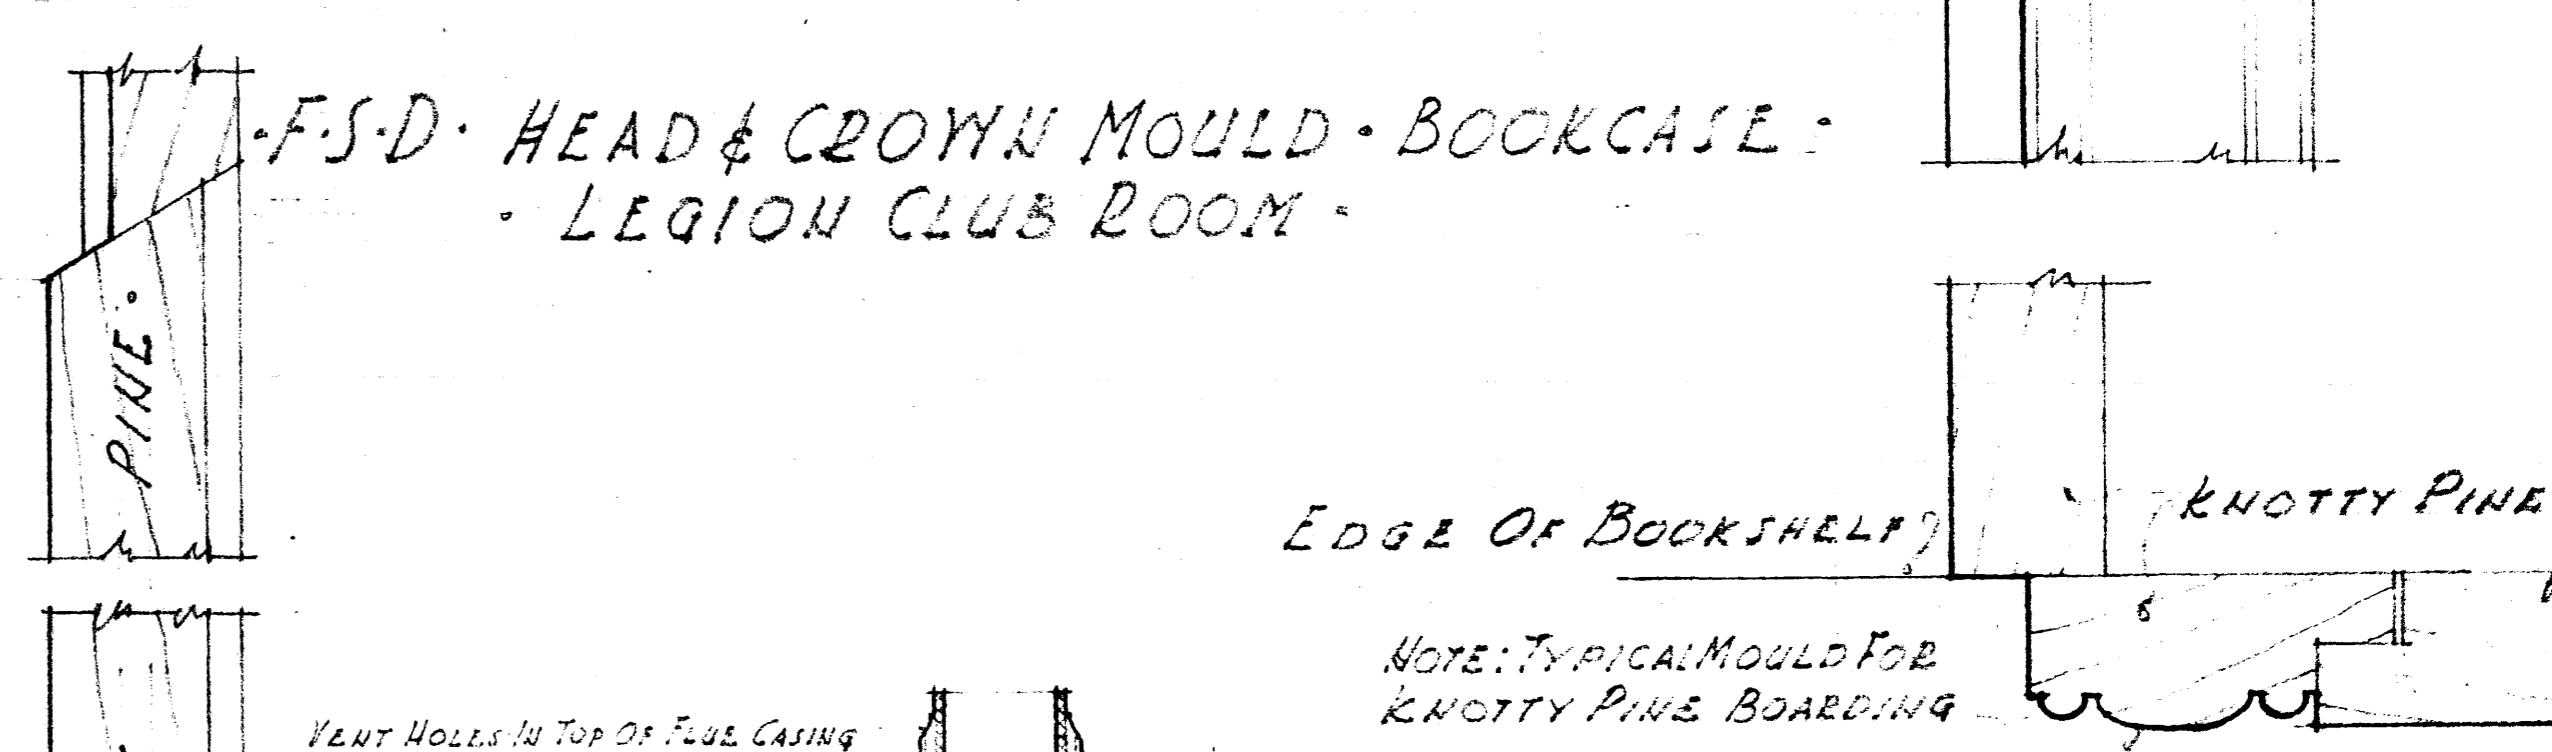 ·F·S·D· HEAD & CROWN MOULD · BOOKCASE ·
· LEGION CLUB ROOM ·
PINE ·
EDGE OF BOOKSHELF
KNOTTY PINE
NOTE: TYPICAL MOULD FOR
KNOTTY PINE BOARDING
VENT HOLES IN TOP OF FLUE CASING